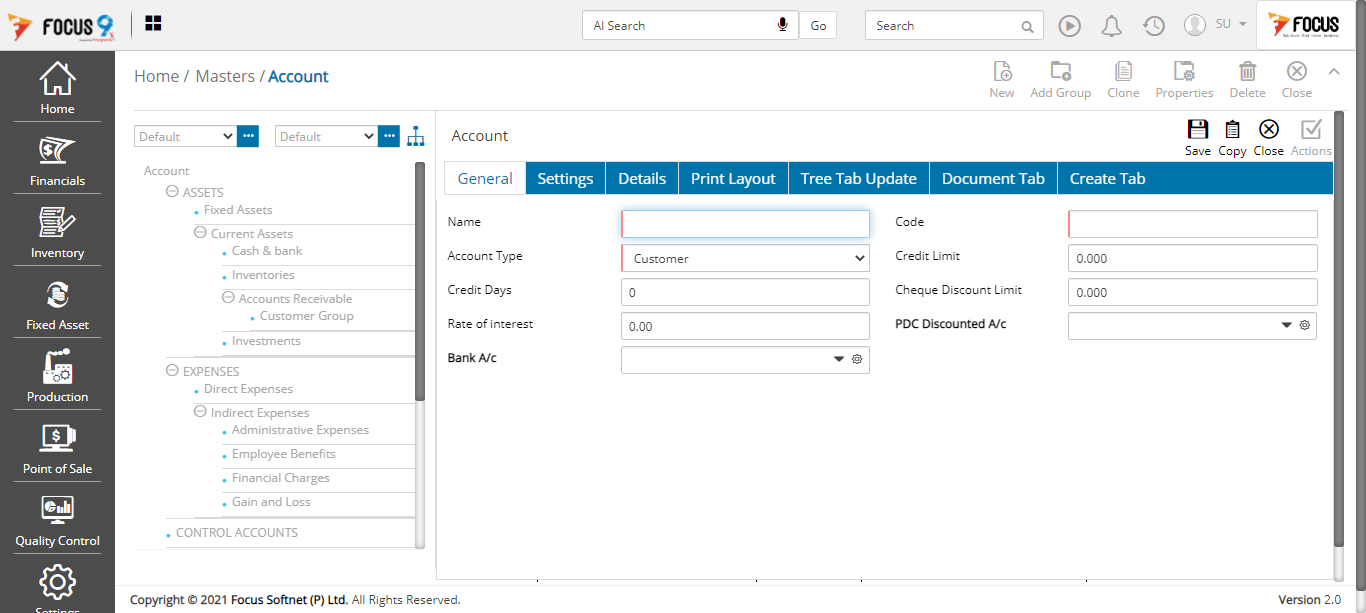 FOCUS 9
AI Search
Go
Search
SU
FOCUS
Home
Financials
Inventory
Fixed Asset
Production
Point of Sale
Quality Control
Settings
Home / Masters / Account
New
Add Group
Clone
Properties
Delete
Close
Default
Default
Account
ASSETS
Fixed Assets
Current Assets
Cash & bank
Inventories
Accounts Receivable
Customer Group
Investments
EXPENSES
Direct Expenses
Indirect Expenses
Administrative Expenses
Employee Benefits
Financial Charges
Gain and Loss
CONTROL ACCOUNTS
Account
Save
Copy
Close
Actions
General
Settings
Details
Print Layout
Tree Tab Update
Document Tab
Create Tab
Name
Code
Account Type
Customer
Credit Limit
0.000
Credit Days
0
Cheque Discount Limit
0.000
Rate of interest
0.00
PDC Discounted A/c
Bank A/c
Copyright © 2021 Focus Softnet (P) Ltd. All Rights Reserved.
Version 2.0